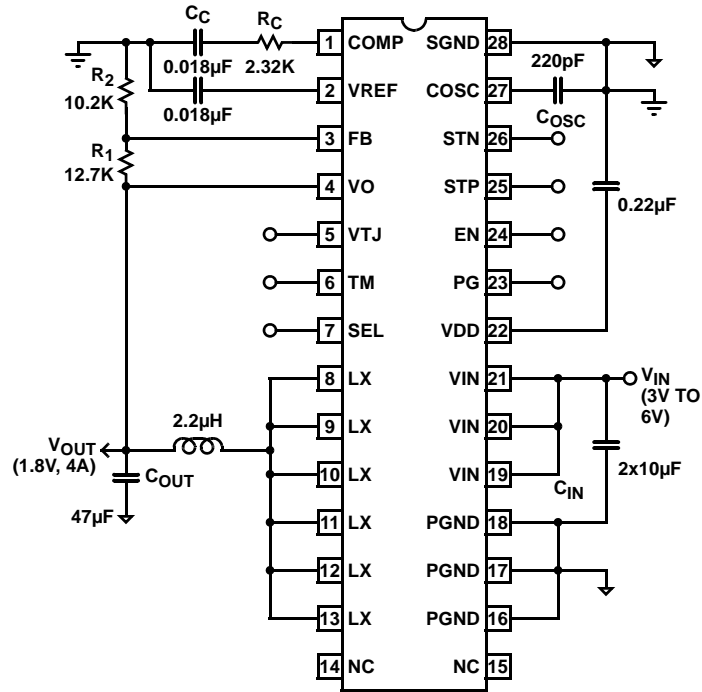 CC
RC
0.018µF
2.32K
R2
10.2K
0.018µF
R1
12.7K
1 COMP
2 VREF
3 FB
4 VO
5 VTJ
6 TM
7 SEL
8 LX
9 LX
10 LX
11 LX
12 LX
13 LX
14 NC
SGND 28
COSC 27
STN 26
STP 25
EN 24
PG 23
VDD 22
VIN 21
VIN 20
VIN 19
PGND 18
PGND 17
PGND 16
NC 15
220pF
COSC
0.22µF
VIN
(3V TO
6V)
CIN
2x10µF
2.2µH
VOUT
(1.8V, 4A)
COUT
47µF